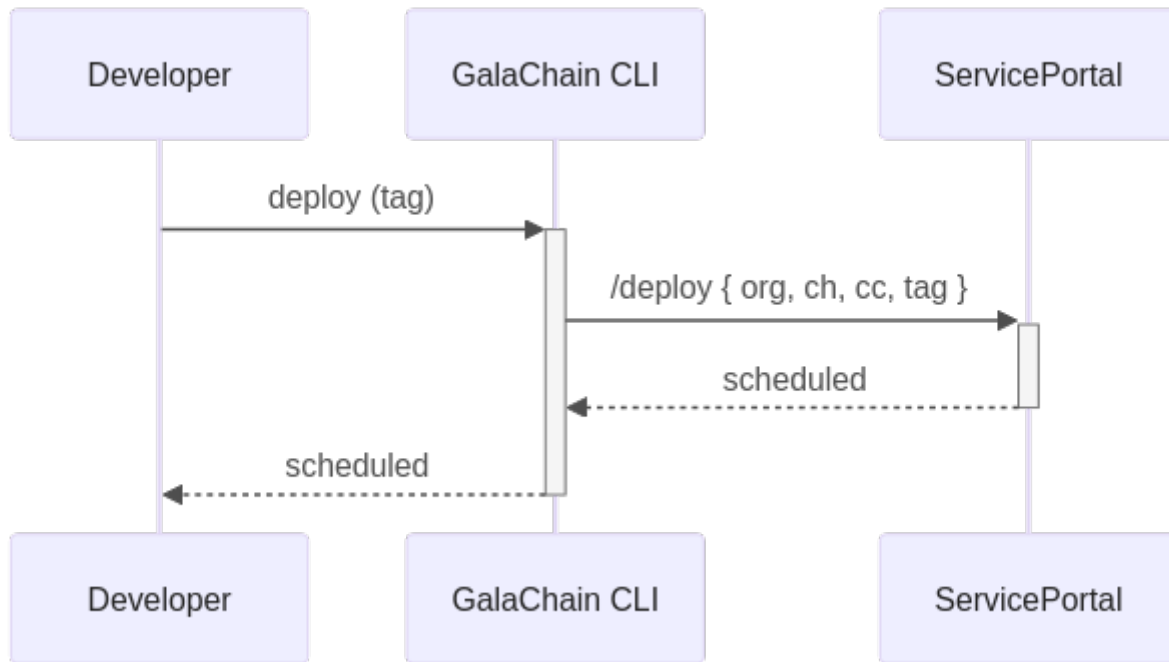 Developer
GalaChain CLI
ServicePortal
deploy (tag)
/deploy { org, ch, cc, tag }
scheduled
scheduled
Developer
GalaChain CLI
ServicePortal